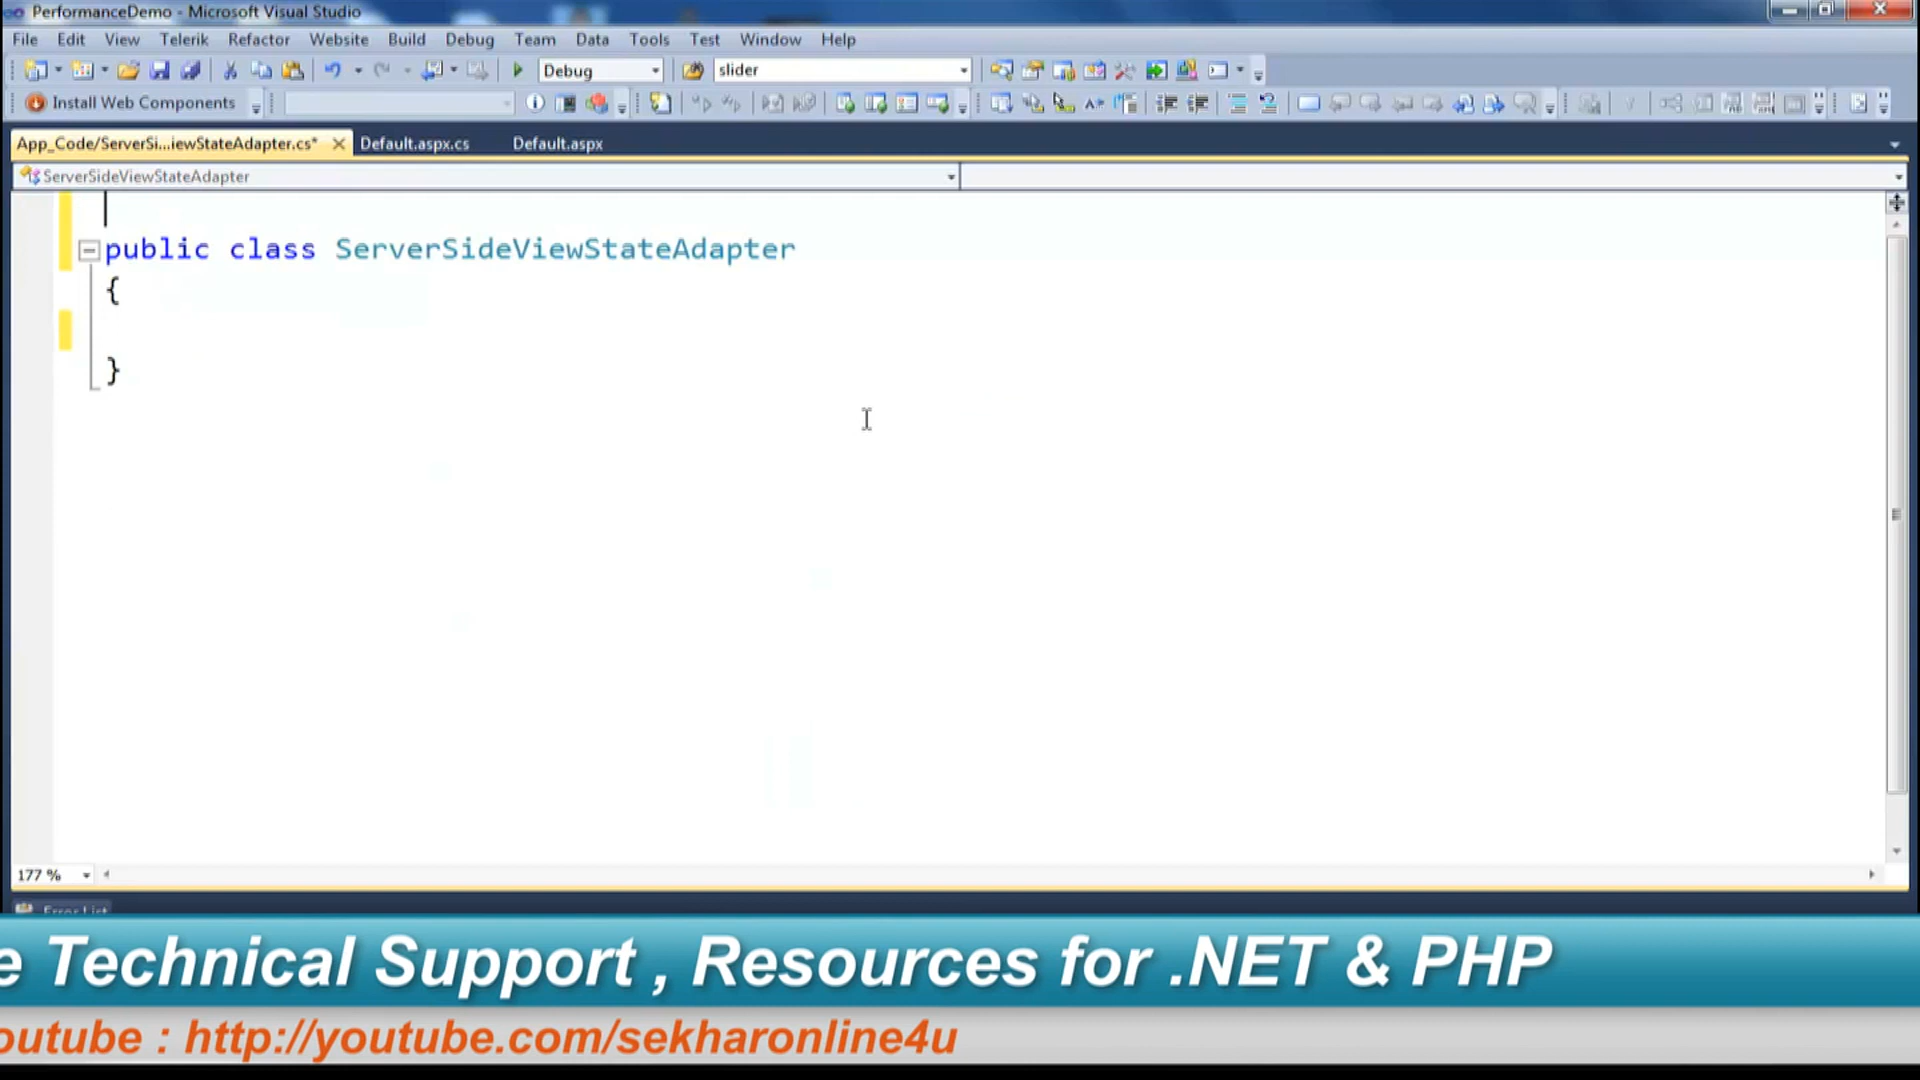 PerformanceDemo - Microsoft Visual Studio
File Edit View Telerik Refactor Website Build Debug Team Data Tools Test Window Help
Debug slider
Install Web Components
App_Code/ServerSi...iewStateAdapter.cs* Default.aspx.cs Default.aspx
ServerSideViewStateAdapter
public class ServerSideViewStateAdapter
{
}
177 %
Error List
e Technical Support , Resources for .NET & PHP
outube : http://youtube.com/sekharonline4u